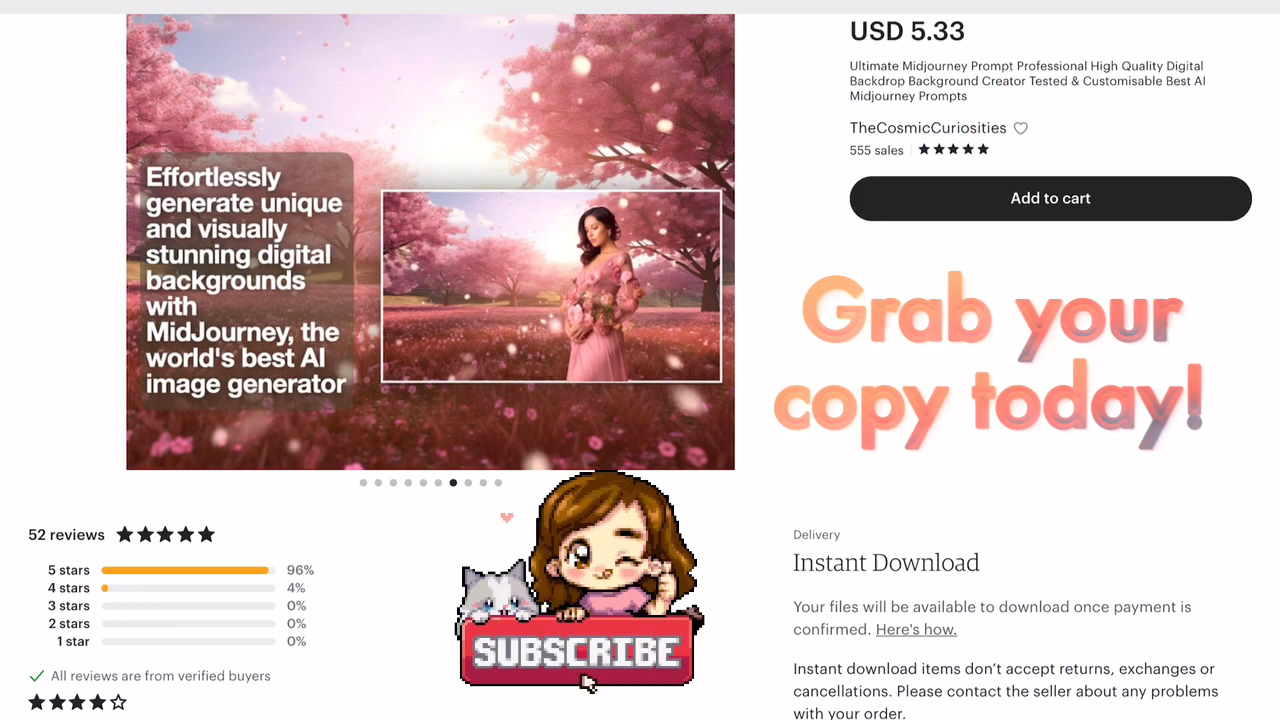 USD 5.33
Ultimate Midjourney Prompt Professional High Quality Digital
Backdrop Background Creator Tested & Customisable Best AI
Midjourney Prompts
TheCosmicCuriosities
555 sales
Add to cart
Effortlessly
generate unique
and visually
stunning digital
backgrounds
with
MidJourney, the
world's best AI
image generator
Grab your
copy today!
52 reviews
5 stars 96%
4 stars 4%
3 stars 0%
2 stars 0%
1 star 0%
All reviews are from verified buyers
SUBSCRIBE
Delivery
Instant Download
Your files will be available to download once payment is
confirmed. Here's how.
Instant download items don’t accept returns, exchanges or
cancellations. Please contact the seller about any problems
with your order.